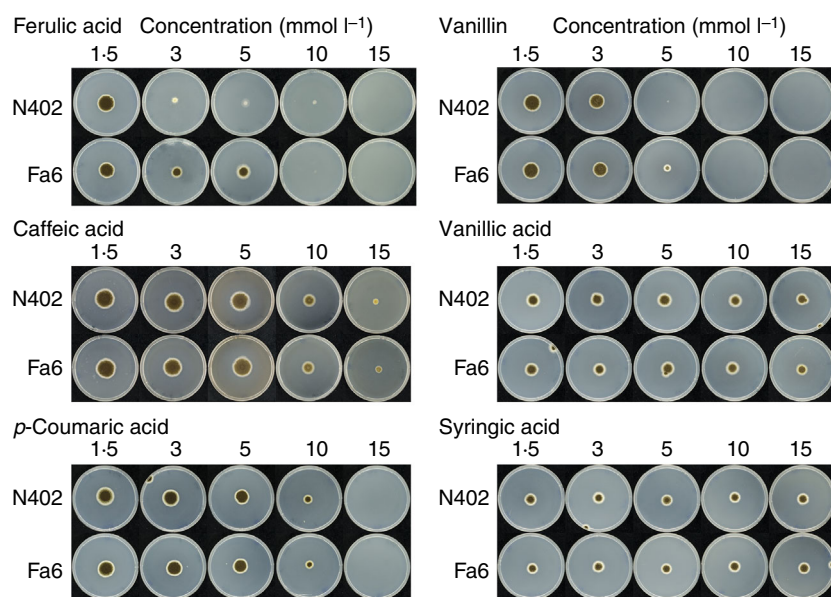 Ferulic acid Concentration (mmol l–1)
1·5 3 5 10 15
N402
Fa6
Vanillin Concentration (mmol l–1)
1·5 3 5 10 15
N402
Fa6
Caffeic acid
1·5 3 5 10 15
N402
Fa6
Vanillic acid
1·5 3 5 10 15
N402
Fa6
p-Coumaric acid
1·5 3 5 10 15
N402
Fa6
Syringic acid
1·5 3 5 10 15
N402
Fa6